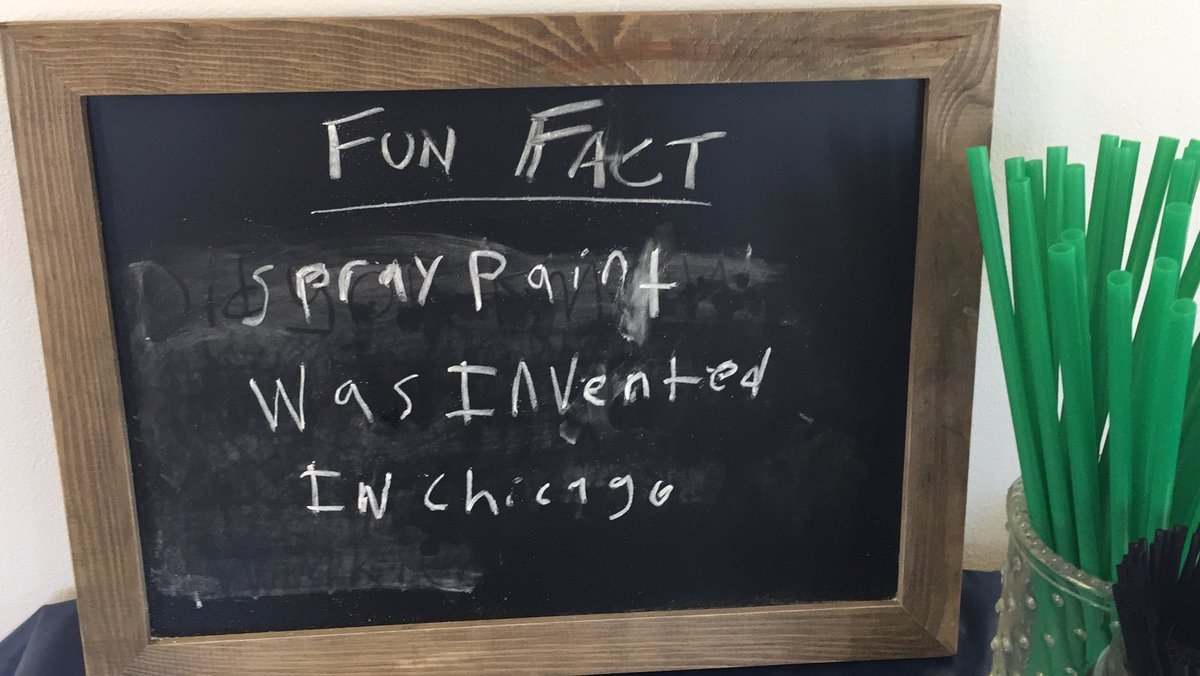 FUN FACT
spray paint
Was Invented
IN chicago